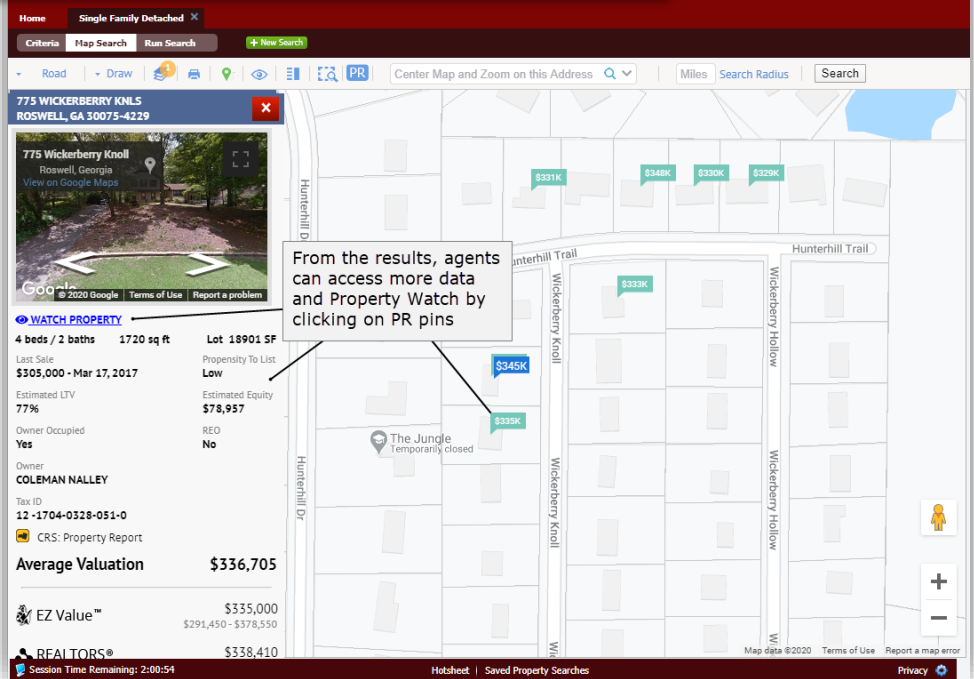 Home
Single Family Detached
Criteria
Map Search
Run Search
+ New Search
Road
Draw
1
PR
Center Map and Zoom on this Address
Miles
Search Radius
Search
775 WICKERBERRY KNLS
ROSWELL, GA 30075-4229
775 Wickerberry Knoll
Roswell, Georgia
View on Google Maps
Google
© 2020 Google
Terms of Use
Report a problem
WATCH PROPERTY
4 beds / 2 baths
1720 sq ft
Lot 18901 SF
Last Sale
Propensity To List
$305,000 - Mar 17, 2017
Low
Estimated LTV
Estimated Equity
77%
$78,957
Owner Occupied
REO
Yes
No
Owner
COLEMAN NALLEY
Tax ID
12 -1704-0328-051-0
CRS: Property Report
Average Valuation
$336,705
EZ Value™
$335,000
$291,450 - $378,550
REALTORS®
$338,410
From the results, agents
can access more data
and Property Watch by
clicking on PR pins
$331K
$348K
$330K
$329K
Hunterhill D
unterhill Trail
Hunterhill Trail
$333K
Wickerberry Knoll
Wickerberry Hollow
$345K
$335K
The Jungle
Temporarily closed
Hunterhill Dr
Wickerberry Knoll
Wickerberry Hollow
Wi
W
+
−
Map data ©2020
Terms of Use
Report a map error
Session Time Remaining: 2:00:54
Hotsheet | Saved Property Searches
Privacy